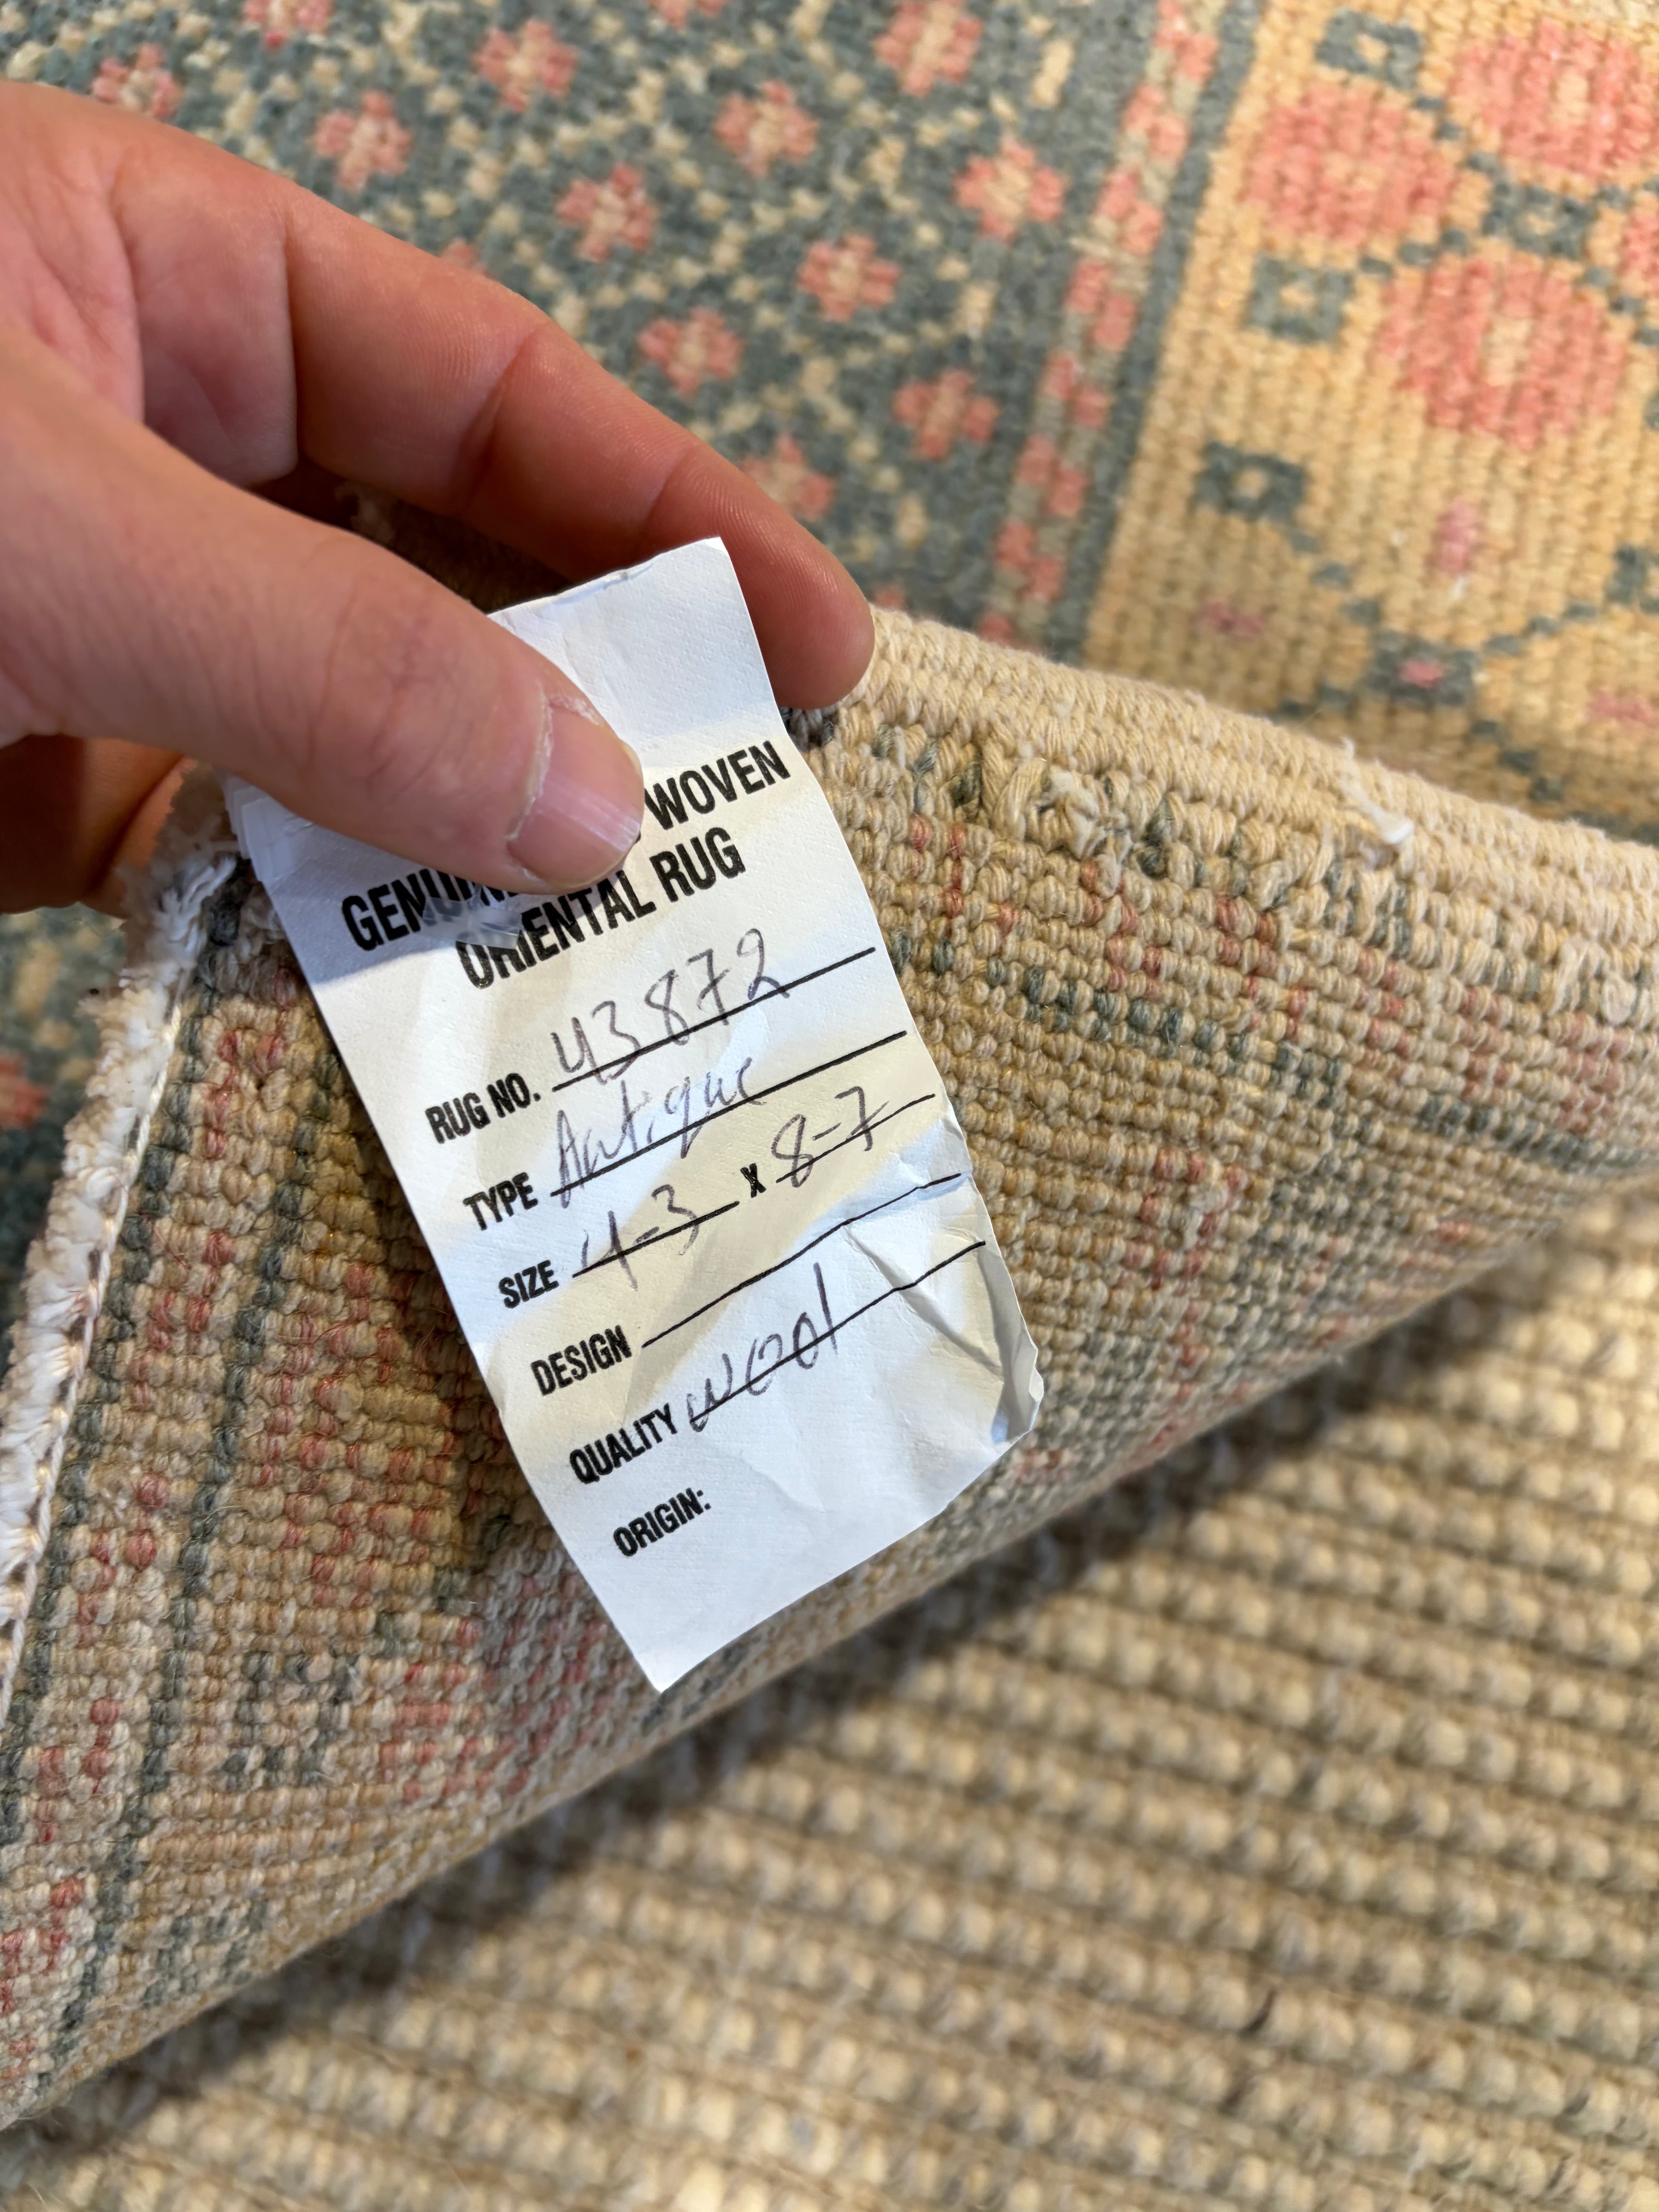 WOVEN
ORIENTAL RUG
RUG NO. 43872
TYPE Antique
SIZE 4-3 x 8-7
DESIGN
QUALITY wool
ORIGIN: